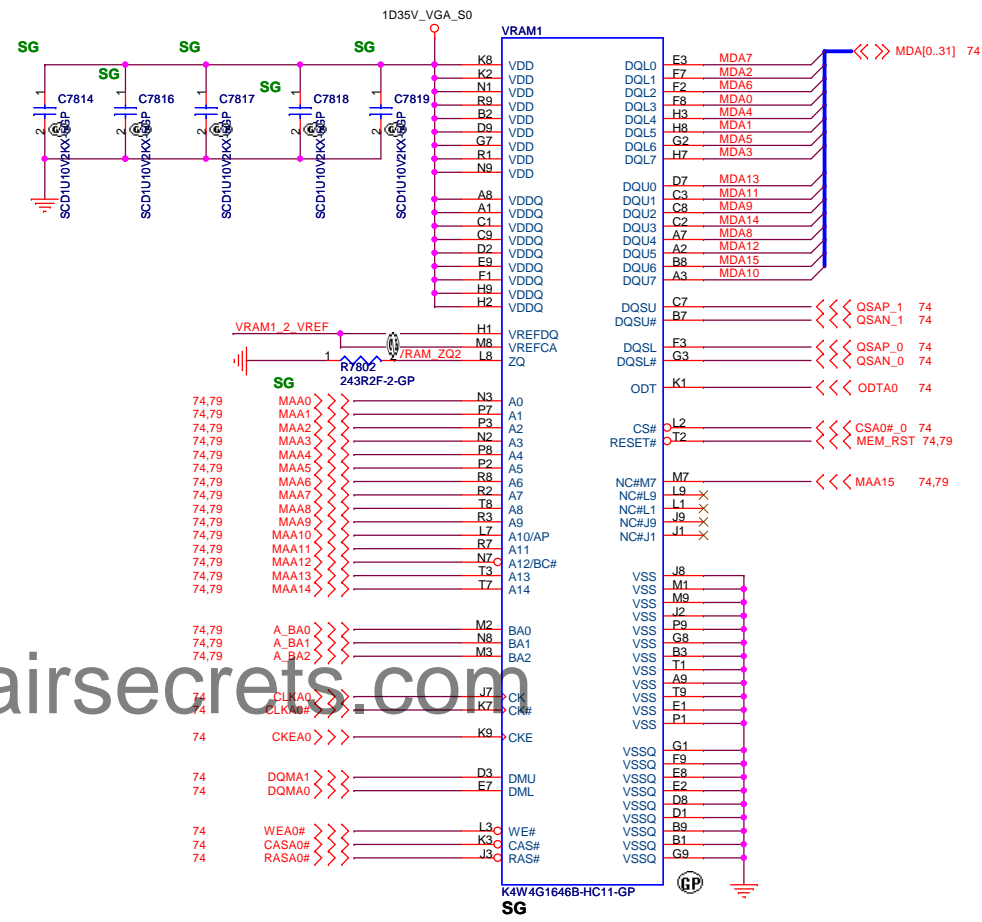 1D35V_VGA_S0
VRAM1
SG SG SG
SG SG
C7814 C7816 C7817 C7818 C7819
1 1 1 1 1
2 2 2 2 2
SCD1U10V2KX-5GP SCD1U10V2KX-5GP SCD1U10V2KX-5GP SCD1U10V2KX-5GP SCD1U10V2KX-5GP
K8 VDD
K2 VDD
N1 VDD
R9 VDD
B2 VDD
D9 VDD
G7 VDD
R1 VDD
N9 VDD
A8 VDDQ
A1 VDDQ
C1 VDDQ
C9 VDDQ
D2 VDDQ
E9 VDDQ
F1 VDDQ
H9 VDDQ
H2 VDDQ
VRAM1_2_VREF H1 VREFDQ
M8 VREFCA
1 /RAM_ZQ2 L8 ZQ
R7802
243R2F-2-GP
SG
74,79 MAA0 N3 A0
74,79 MAA1 P7 A1
74,79 MAA2 P3 A2
74,79 MAA3 N2 A3
74,79 MAA4 P8 A4
74,79 MAA5 P2 A5
74,79 MAA6 R8 A6
74,79 MAA7 R2 A7
74,79 MAA8 T8 A8
74,79 MAA9 R3 A9
74,79 MAA10 L7 A10/AP
74,79 MAA11 R7 A11
74,79 MAA12 N7 A12/BC#
74,79 MAA13 T3 A13
74,79 MAA14 T7 A14
74,79 A_BA0 M2 BA0
74,79 A_BA1 N8 BA1
74,79 A_BA2 M3 BA2
airsecrets.com
74 CLKA0 J7 CK
74 CLKA0# K7 CK#
74 CKEA0 K9 CKE
74 DQMA1 D3 DMU
74 DQMA0 E7 DML
74 WEA0# L3 WE#
74 CASA0# K3 CAS#
74 RASA0# J3 RAS#
MDA[0..31] 74
DQL0 E3 MDA7
DQL1 F7 MDA2
DQL2 F2 MDA6
DQL3 F8 MDA0
DQL4 H3 MDA4
DQL5 H8 MDA1
DQL6 G2 MDA5
DQL7 H7 MDA3
DQU0 D7 MDA13
DQU1 C3 MDA11
DQU2 C8 MDA9
DQU3 C2 MDA14
DQU4 A7 MDA8
DQU5 A2 MDA12
DQU6 B8 MDA15
DQU7 A3 MDA10
DQSU C7 QSAP_1 74
DQSU# B7 QSAN_1 74
DQSL F3 QSAP_0 74
DQSL# G3 QSAN_0 74
ODT K1 ODTA0 74
CS# L2 CSA0#_0 74
RESET# T2 MEM_RST 74,79
NC#M7 M7 MAA15 74,79
NC#L9 L9
NC#L1 L1
NC#J9 J9
NC#J1 J1
VSS J8
VSS M1
VSS M9
VSS J2
VSS P9
VSS G8
VSS B3
VSS T1
VSS A9
VSS T9
VSS E1
VSS P1
VSSQ G1
VSSQ F9
VSSQ E8
VSSQ E2
VSSQ D8
VSSQ D1
VSSQ B9
VSSQ B1
VSSQ G9
GP
K4W4G1646B-HC11-GP
SG